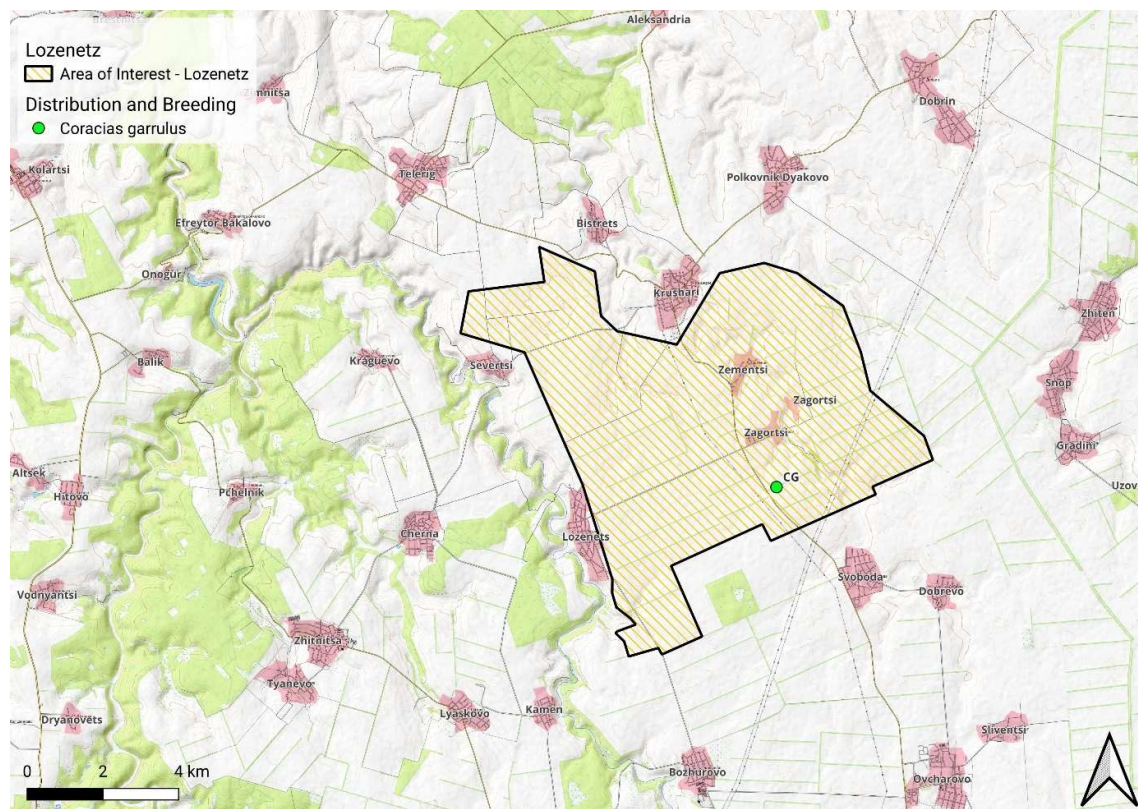 Lozenetz
Area of Interest - Lozenetz
Distribution and Breeding
Coracias garrulus
Aleksandria
Dobrin
Kolartsi
Telerig
Polkovnik Dyakovo
Efreytor Bakalovo
Bistrets
Onogur
Krushari
Zhiten
Balik
Kraguevo
Severtsi
Zementsi
Snop
Zagortsi
Zagortsi
Gradini
Altsek
Hitovo
Pchelnik
CG
Uzov
Cherna
Lozenets
Svoboda
Dobrevo
Vodnyantsi
Zhitnitsa
Tyanevo
Dryanovets
Lyaskovo
Kamen
Sliventsi
Bozhurovo
Ovcharovo
0 2 4 km